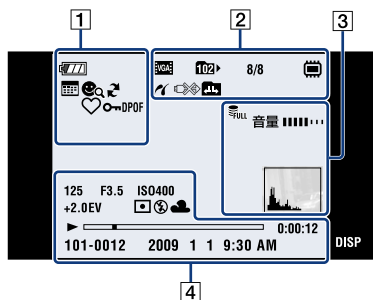 1
2
3
VGA 102 8/8
DPOF
FULL 音量
125 F3.5 ISO400
+2.0EV
0:00:12
101-0012 2009 1 1 9:30 AM
DISP
4